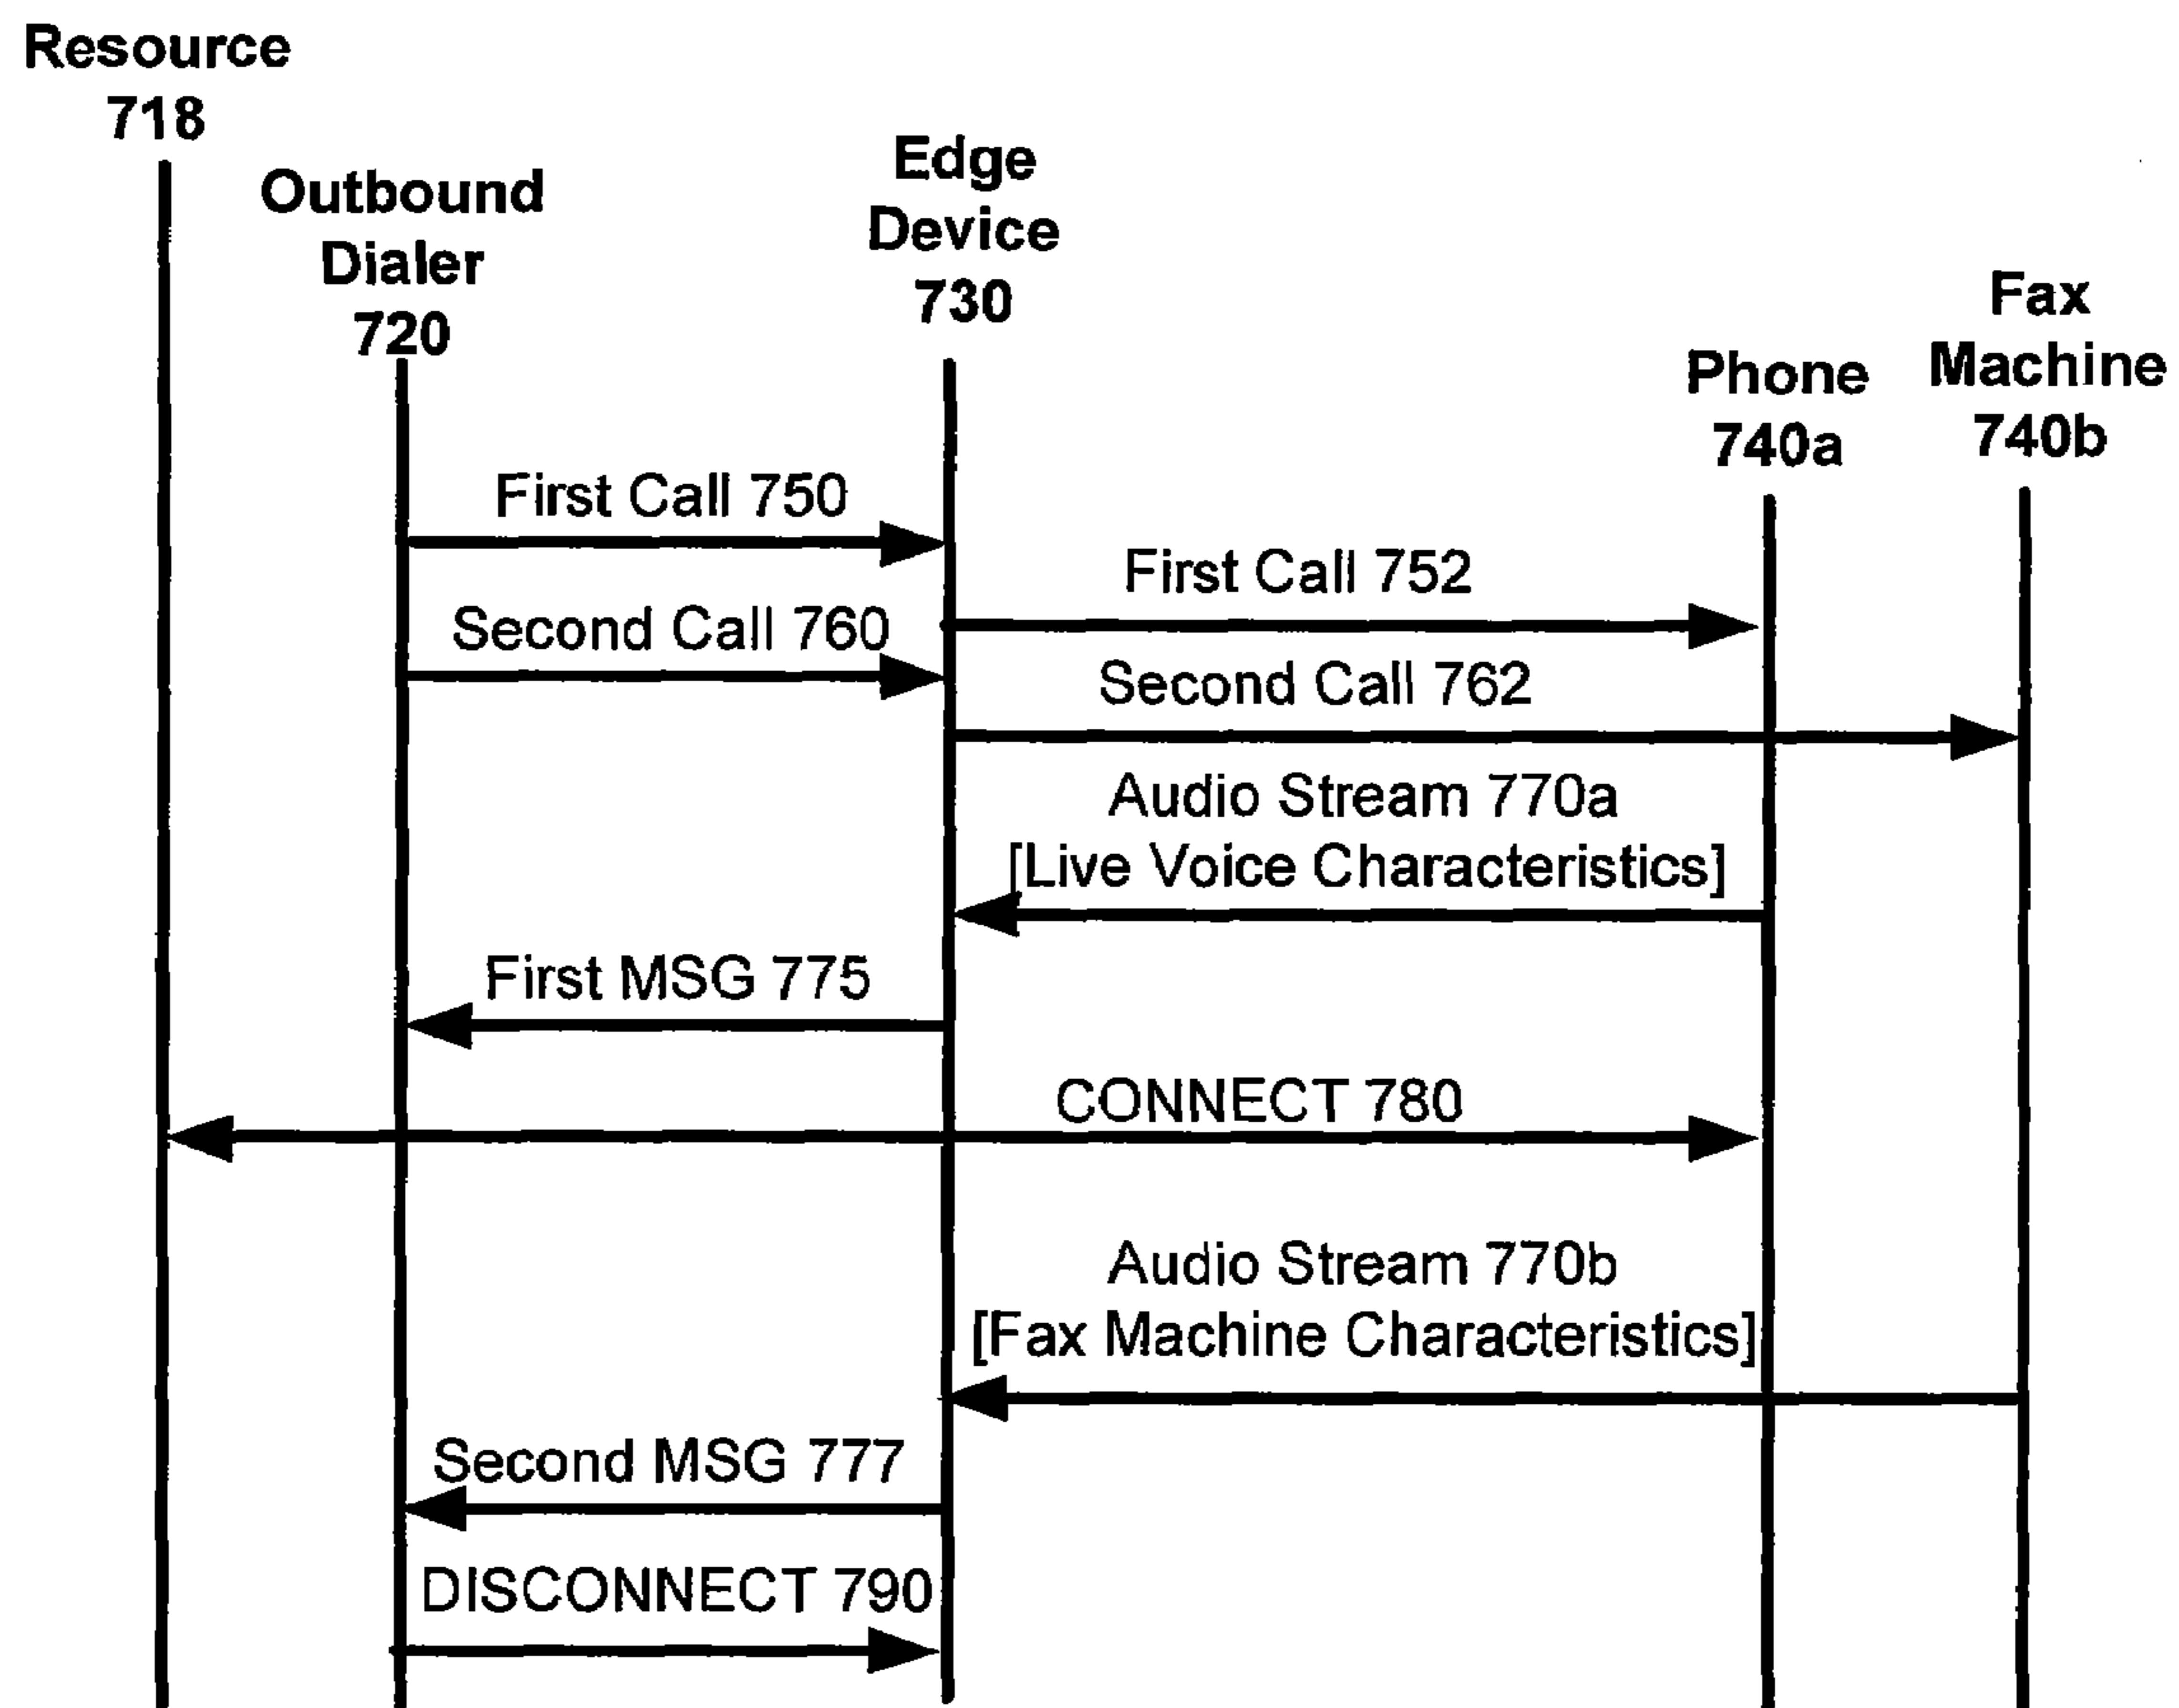 Resource
718
Outbound
Dialer
720
Edge
Device
730
Phone
740a
Fax
Machine
740b
First Call 750
First Call 752
Second Call 760
Second Call 762
Audio Stream 770a
[Live Voice Characteristics]
First MSG 775
CONNECT 780
Audio Stream 770b
[Fax Machine Characteristics]
Second MSG 777
DISCONNECT 790